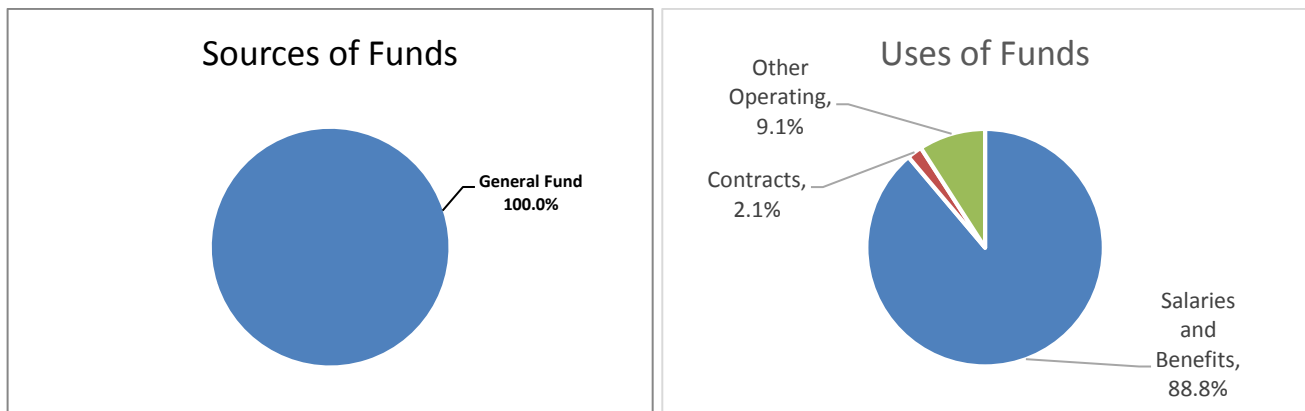 Sources of Funds
General Fund
100.0%
Uses of Funds
Other
Operating,
9.1%
Contracts,
2.1%
Salaries
and
Benefits,
88.8%